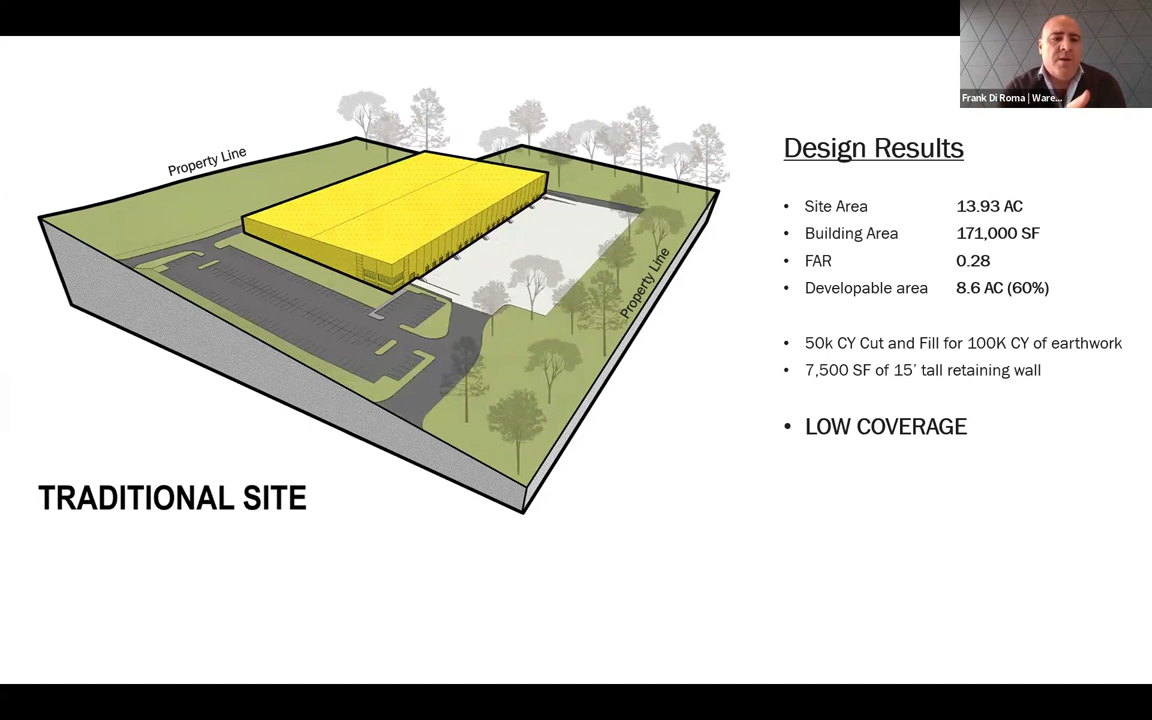 Frank Di Roma | Ware...
Design Results
Property Line
• Site Area 13.93 AC
• Building Area 171,000 SF
• FAR 0.28
• Developable area 8.6 AC (60%)
Property Line
• 50k CY Cut and Fill for 100K CY of earthwork
• 7,500 SF of 15’ tall retaining wall
• LOW COVERAGE
TRADITIONAL SITE